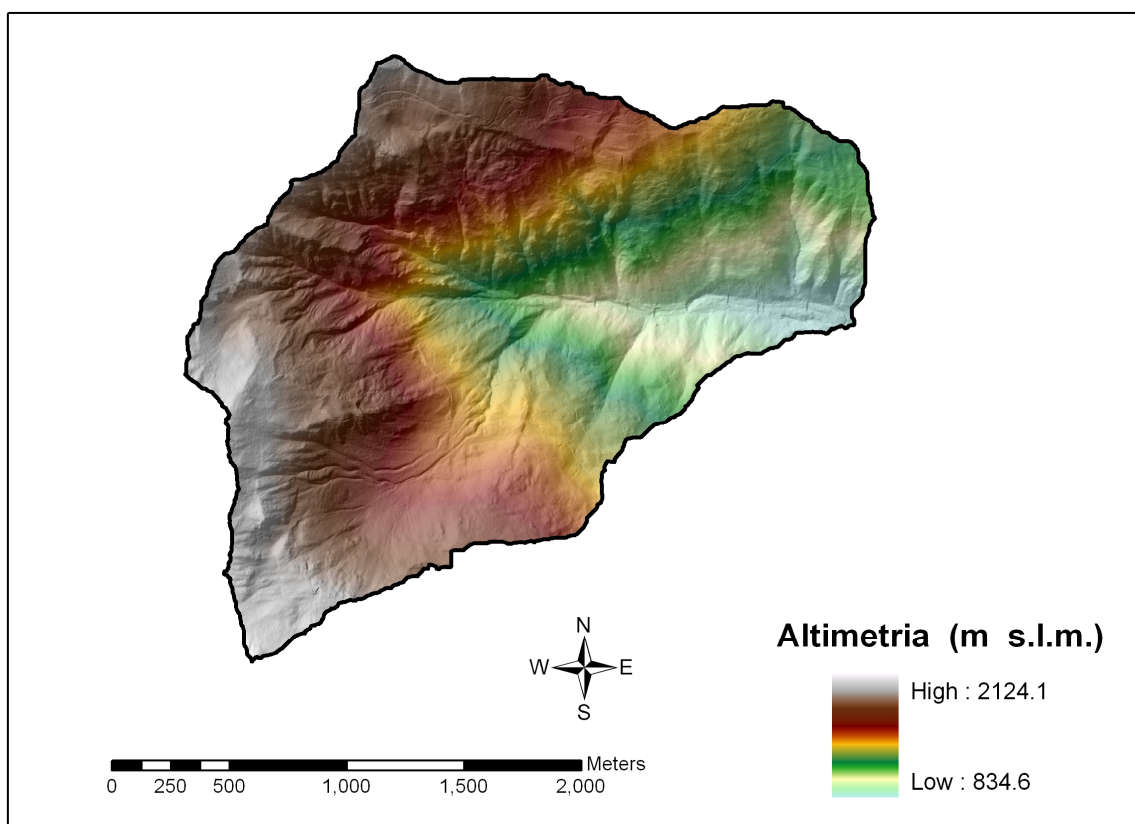 N
W E
S
Altimetria (m s.l.m.)
High : 2124.1
Low : 834.6
Meters
0 250 500 1,000 1,500 2,000